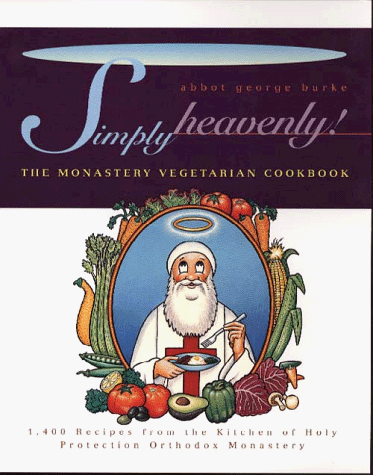 abbot george burke
Simply heavenly!
THE MONASTERY VEGETARIAN COOKBOOK
1,400 Recipes from the Kitchen of Holy
Protection Orthodox Monastery